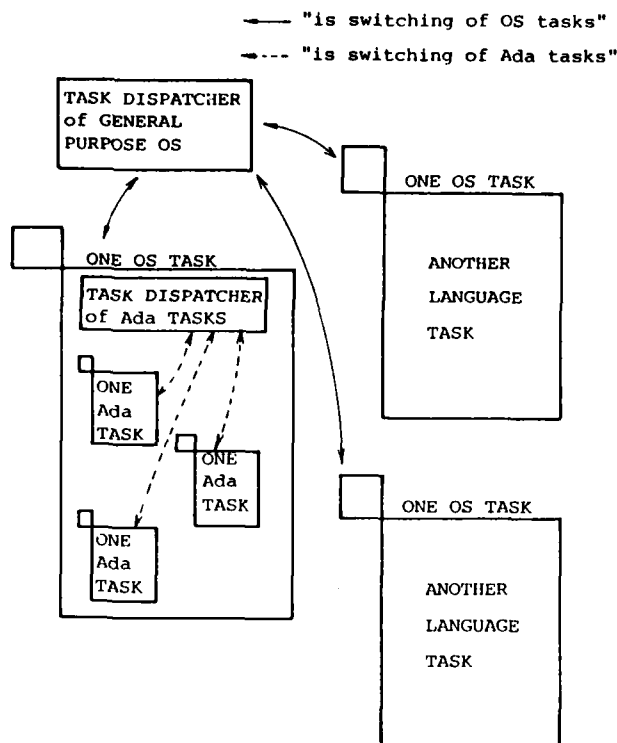 "is switching of OS tasks"
"is switching of Ada tasks"
TASK DISPATCHER
of GENERAL
PURPOSE OS
ONE OS TASK
TASK DISPATCHER
of Ada TASKS
ONE
Ada
TASK
ONE
Ada
TASK
ONE
Ada
TASK
ONE OS TASK
ANOTHER
LANGUAGE
TASK
ONE OS TASK
ANOTHER
LANGUAGE
TASK